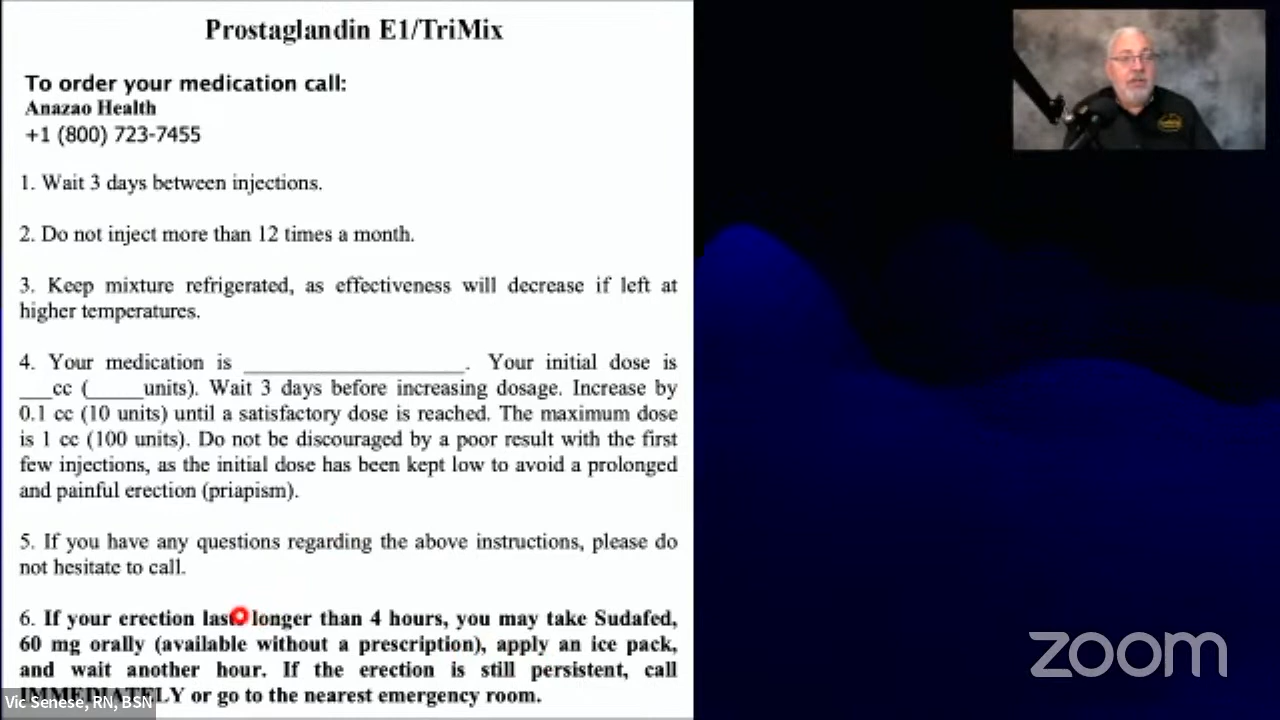 Prostaglandin E1/TriMix
To order your medication call:
Anazao Health
+1 (800) 723-7455
1. Wait 3 days between injections.
2. Do not inject more than 12 times a month.
3. Keep mixture refrigerated, as effectiveness will decrease if left at
higher temperatures.
4. Your medication is ____________________. Your initial dose is
___cc (_____units). Wait 3 days before increasing dosage. Increase by
0.1 cc (10 units) until a satisfactory dose is reached. The maximum dose
is 1 cc (100 units). Do not be discouraged by a poor result with the first
few injections, as the initial dose has been kept low to avoid a prolonged
and painful erection (priapism).
5. If you have any questions regarding the above instructions, please do
not hesitate to call.
6. If your erection lasts longer than 4 hours, you may take Sudafed,
60 mg orally (available without a prescription), apply an ice pack,
and wait another hour. If the erection is still persistent, call
IMMEDIATELY or go to the nearest emergency room.
Vic Senese, RN, BSN
zoom